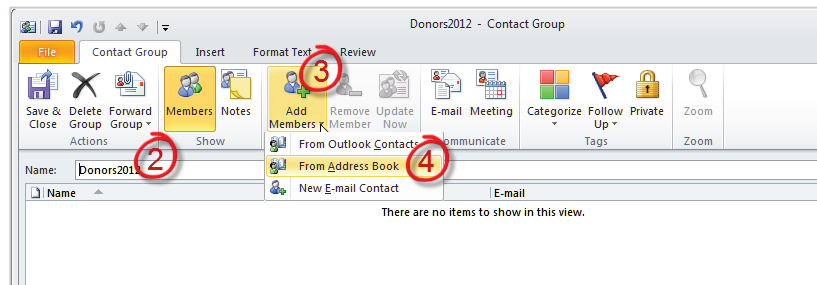 Donors2012 - Contact Group
File Contact Group Insert Format Text Review
3
Save & Close Delete Group Forward Group Members Notes Add Members Remove Member Update Now E-mail Meeting Categorize Follow Up Private Zoom
Actions Show mmunicate Tags Zoom
2
From Outlook Contacts
4
From Address Book
New E-mail Contact
Name: Donors2012
Name E-mail
There are no items to show in this view.